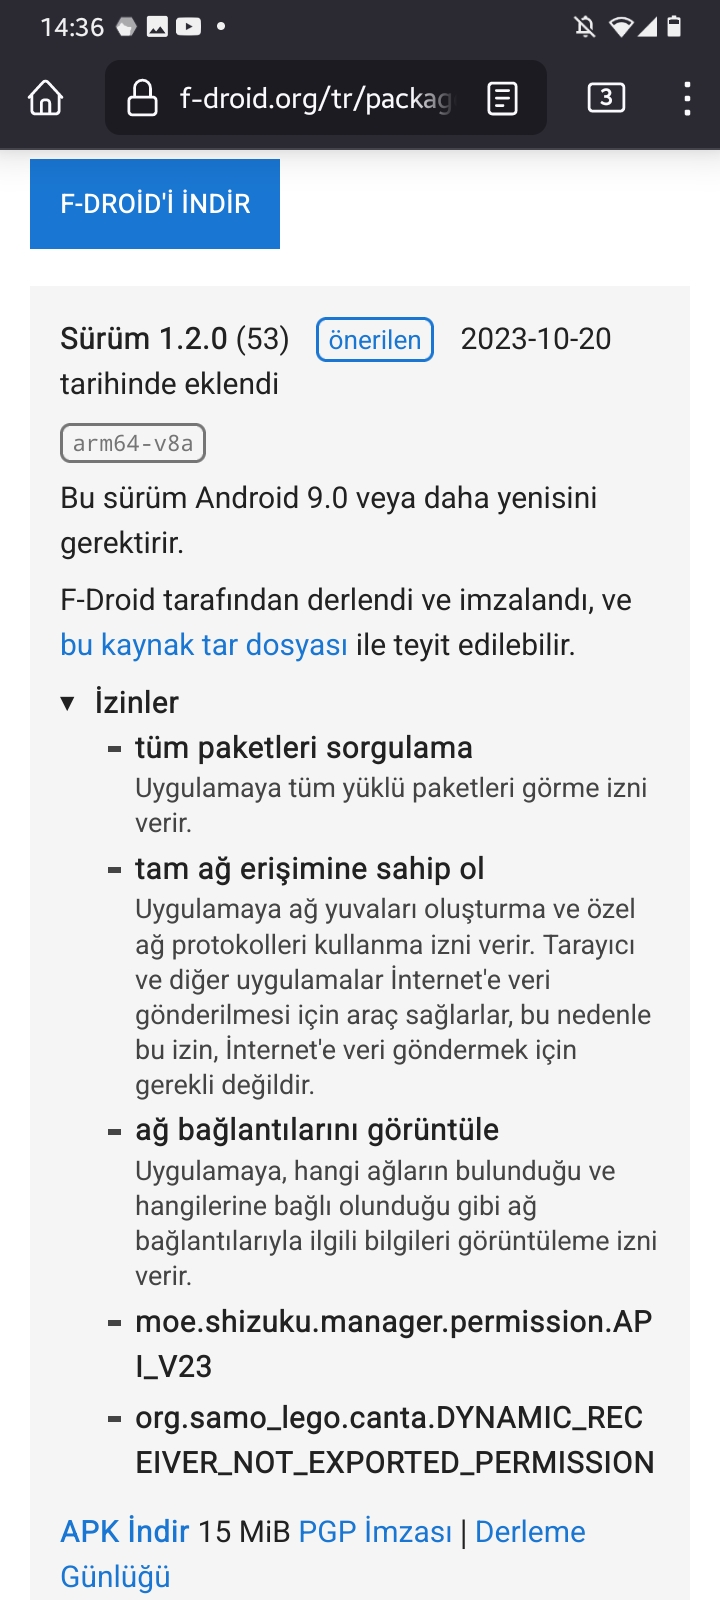 14:36
f-droid.org/tr/packag
3
F-DROİD'İ İNDİR
Sürüm 1.2.0 (53) önerilen 2023-10-20
tarihinde eklendi
arm64-v8a
Bu sürüm Android 9.0 veya daha yenisini
gerektirir.
F-Droid tarafından derlendi ve imzalandı, ve
bu kaynak tar dosyası ile teyit edilebilir.
▾ İzinler
- tüm paketleri sorgulama
Uygulamaya tüm yüklü paketleri görme izni
verir.
- tam ağ erişimine sahip ol
Uygulamaya ağ yuvaları oluşturma ve özel
ağ protokolleri kullanma izni verir. Tarayıcı
ve diğer uygulamalar İnternet'e veri
gönderilmesi için araç sağlarlar, bu nedenle
bu izin, İnternet'e veri göndermek için
gerekli değildir.
- ağ bağlantılarını görüntüle
Uygulamaya, hangi ağların bulunduğu ve
hangilerine bağlı olunduğu gibi ağ
bağlantılarıyla ilgili bilgileri görüntüleme izni
verir.
- moe.shizuku.manager.permission.AP
I_V23
- org.samo_lego.canta.DYNAMIC_REC
EIVER_NOT_EXPORTED_PERMISSION
APK İndir 15 MiB PGP İmzası | Derleme
Günlüğü